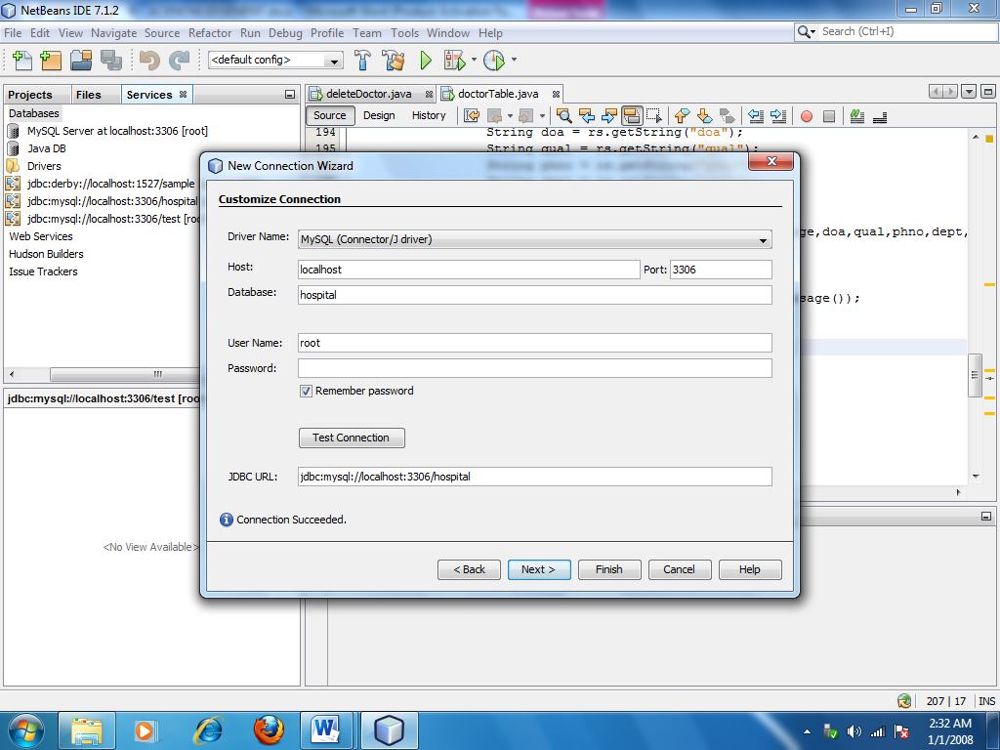 NetBeans IDE 7.1.2
File Edit View Navigate Source Refactor Run Debug Profile Team Tools Window Help
Search (Ctrl+I)
<default config>
Projects Files Services
deleteDoctor.java doctorTable.java
Databases
MySQL Server at localhost:3306 [root]
Java DB
Drivers
jdbc:derby://localhost:1527/sample
jdbc:mysql://localhost:3306/hospital
jdbc:mysql://localhost:3306/test [roo
Web Services
Hudson Builders
Issue Trackers
Source Design History
194 String doa = rs.getString("doa");
195 String qual = rs.getString("qual");
ge,doa,qual,phno,dept,
sage());
jdbc:mysql://localhost:3306/test [roo
<No View Available>
New Connection Wizard
Customize Connection
Driver Name: MySQL (Connector/J driver)
Host: localhost Port: 3306
Database: hospital
User Name: root
Password:
Remember password
Test Connection
JDBC URL: jdbc:mysql://localhost:3306/hospital
Connection Succeeded.
< Back Next > Finish Cancel Help
207 | 17 INS
2:32 AM
1/1/2008